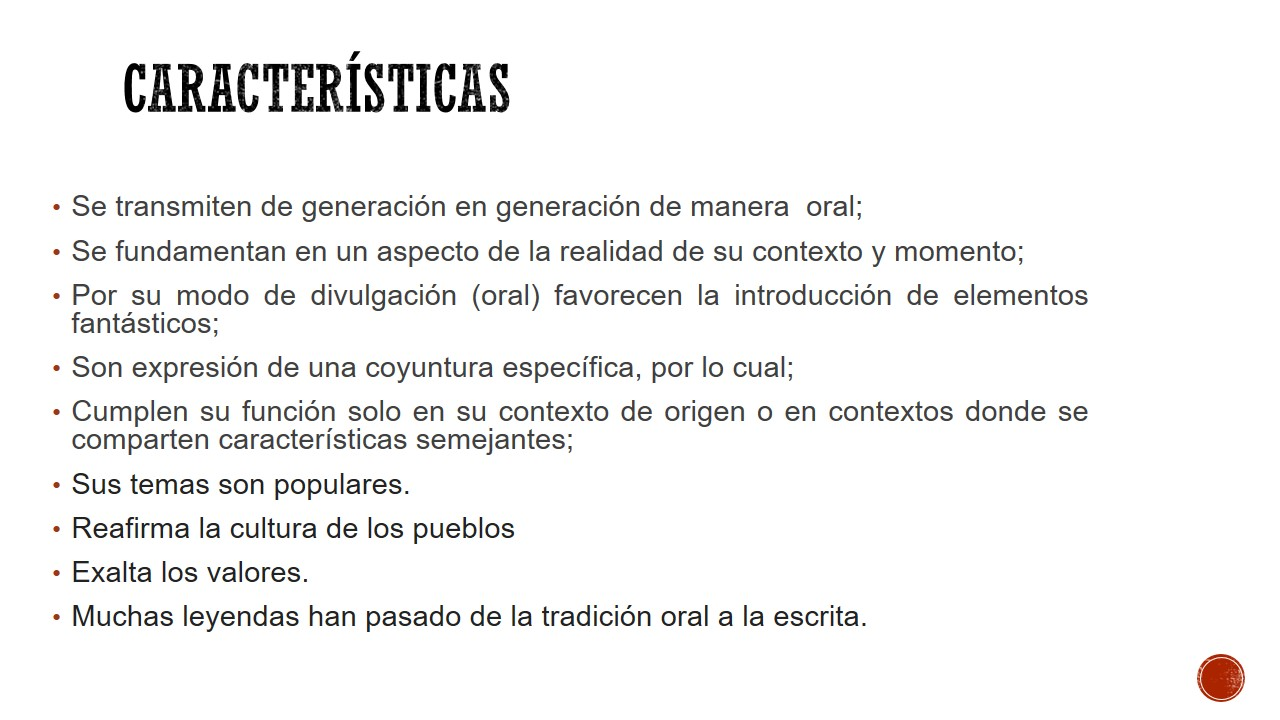 CARACTERÍSTICAS
• Se transmiten de generación en generación de manera  oral;
• Se fundamentan en un aspecto de la realidad de su contexto y momento;
• Por su modo de divulgación (oral) favorecen la introducción de elementos
fantásticos;
• Son expresión de una coyuntura específica, por lo cual;
• Cumplen su función solo en su contexto de origen o en contextos donde se
comparten características semejantes;
• Sus temas son populares.
• Reafirma la cultura de los pueblos
• Exalta los valores.
• Muchas leyendas han pasado de la tradición oral a la escrita.